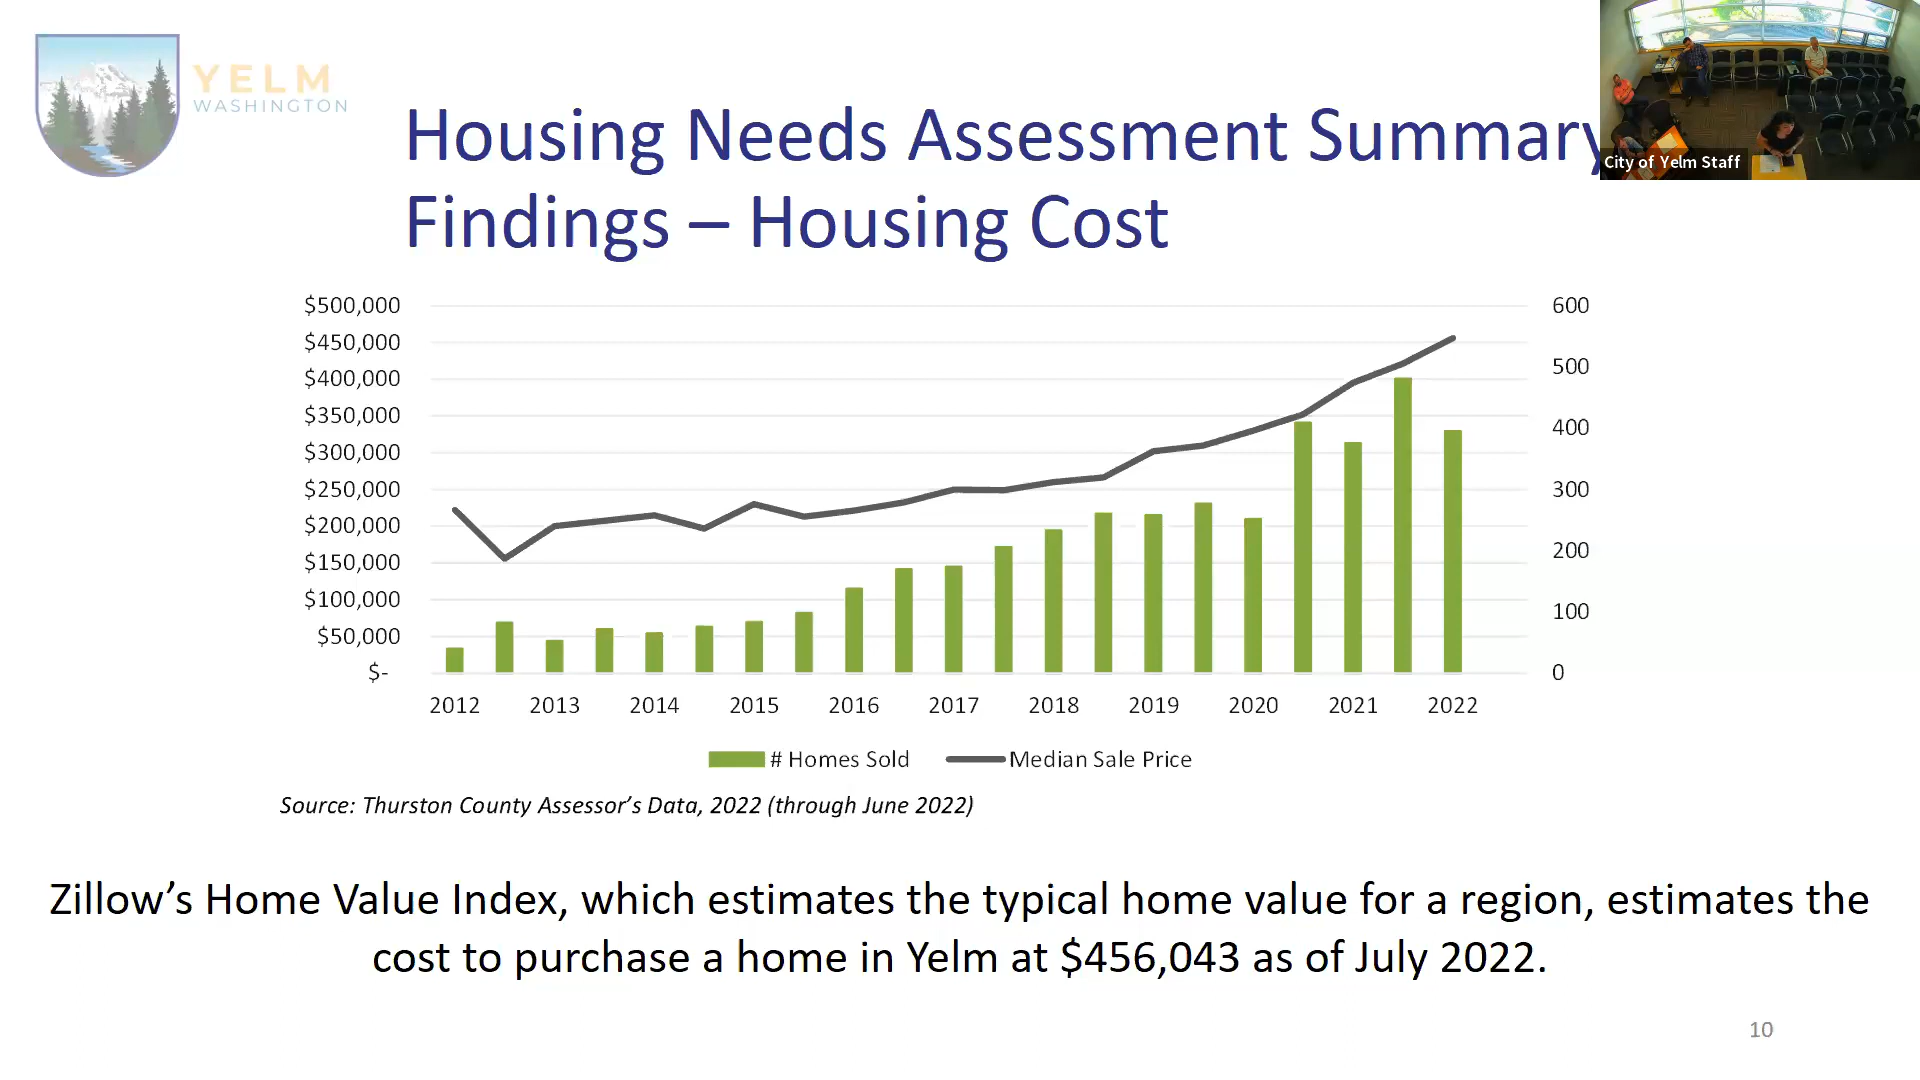 YELM
WASHINGTON
City of Yelm Staff
Housing Needs Assessment Summary
Findings – Housing Cost
$500,000
$450,000
$400,000
$350,000
$300,000
$250,000
$200,000
$150,000
$100,000
$50,000
$-
600
500
400
300
200
100
0
2012 2013 2014 2015 2016 2017 2018 2019 2020 2021 2022
# Homes Sold Median Sale Price
Source: Thurston County Assessor’s Data, 2022 (through June 2022)
Zillow’s Home Value Index, which estimates the typical home value for a region, estimates the
cost to purchase a home in Yelm at $456,043 as of July 2022.
10